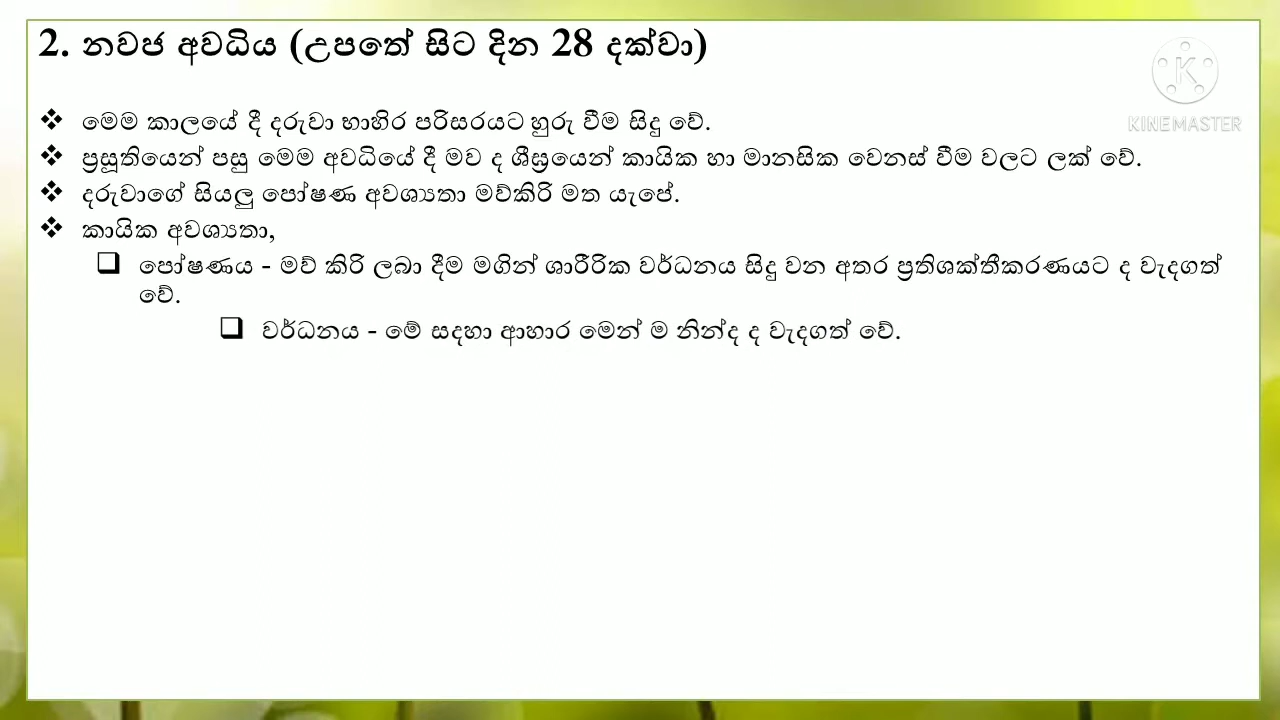 2. නවජ අවධිය (උපතේ සිට දින 28 දක්වා)
❖ මෙම කාලයේ දී දරුවා භාහිර පරිසරයට හුරු වීම සිදු වේ.
❖ ප්‍රසූතියෙන් පසු මෙම අවධියේ දී මව ද ශීඝ්‍රයෙන් කායික හා මානසික වෙනස් වීම වලට ලක් වේ.
❖ දරුවාගේ සියලු පෝෂණ අවශ්‍යතා මව්කිරි මත යැපේ.
❖ කායික අවශ්‍යතා,
❑ පෝෂණය - මව් කිරි ලබා දීම මගින් ශාරීරික වර්ධනය සිදු වන අතර ප්‍රතිශක්තීකරණයට ද වැදගත්
වේ.
❑ වර්ධනය - මේ සදහා ආහාර මෙන් ම නින්ද ද වැදගත් වේ.
K
KINEMASTER